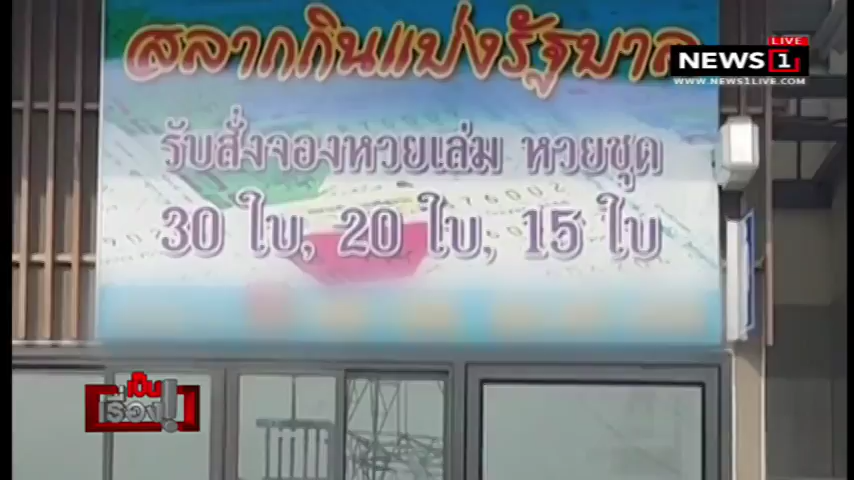 สลากกินแบ่งรัฐบาล
รับสั่งจองหวยเล่ม หวยชุด
30 ใบ, 20 ใบ, 15 ใบ
LIVE
NEWS 1
WWW.NEWS1LIVE.COM
เป็น
เรื่อง!